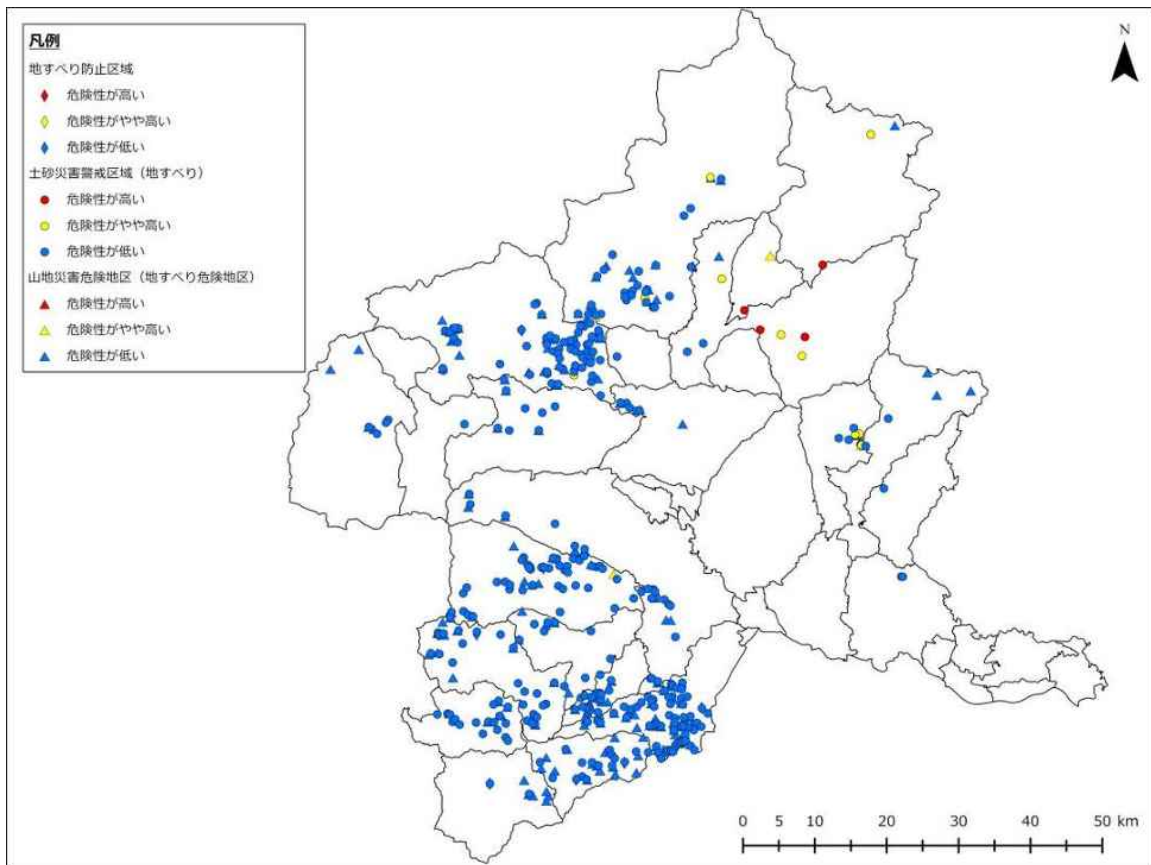 凡例
地すべり防止区域
危険性が高い
危険性がやや高い
危険性が低い
土砂災害警戒区域（地すべり）
危険性が高い
危険性がやや高い
危険性が低い
山地災害危険地区（地すべり危険地区）
危険性が高い
危険性がやや高い
危険性が低い
N
0 5 10 20 30 40 50 km